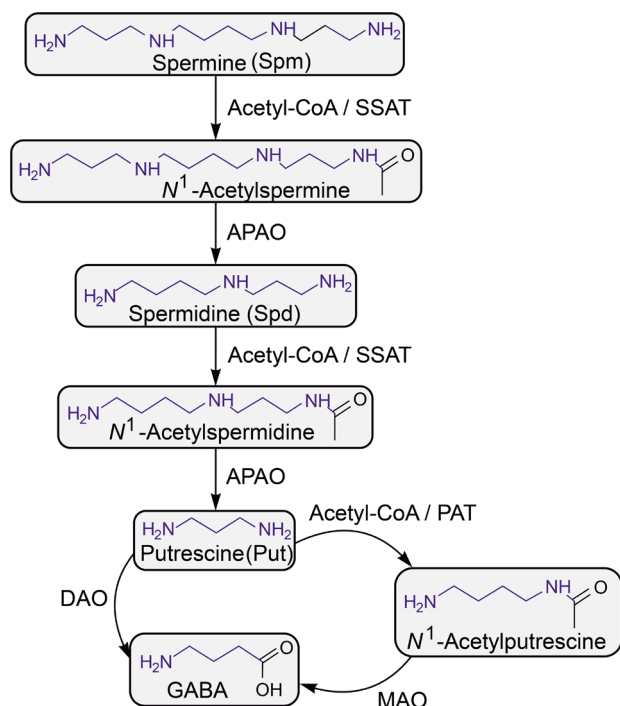 H₂N NH NH NH₂
Spermine (Spm)
Acetyl-CoA / SSAT
H₂N NH NH NH O
N¹-Acetylspermine
APAO
H₂N NH NH₂
Spermidine (Spd)
Acetyl-CoA / SSAT
H₂N NH NH O
N¹-Acetylspermidine
APAO
H₂N NH₂
Putrescine (Put)
Acetyl-CoA / PAT
DAO
H₂N NH O
N¹-Acetylputrescine
H₂N O
OH
GABA
MAO